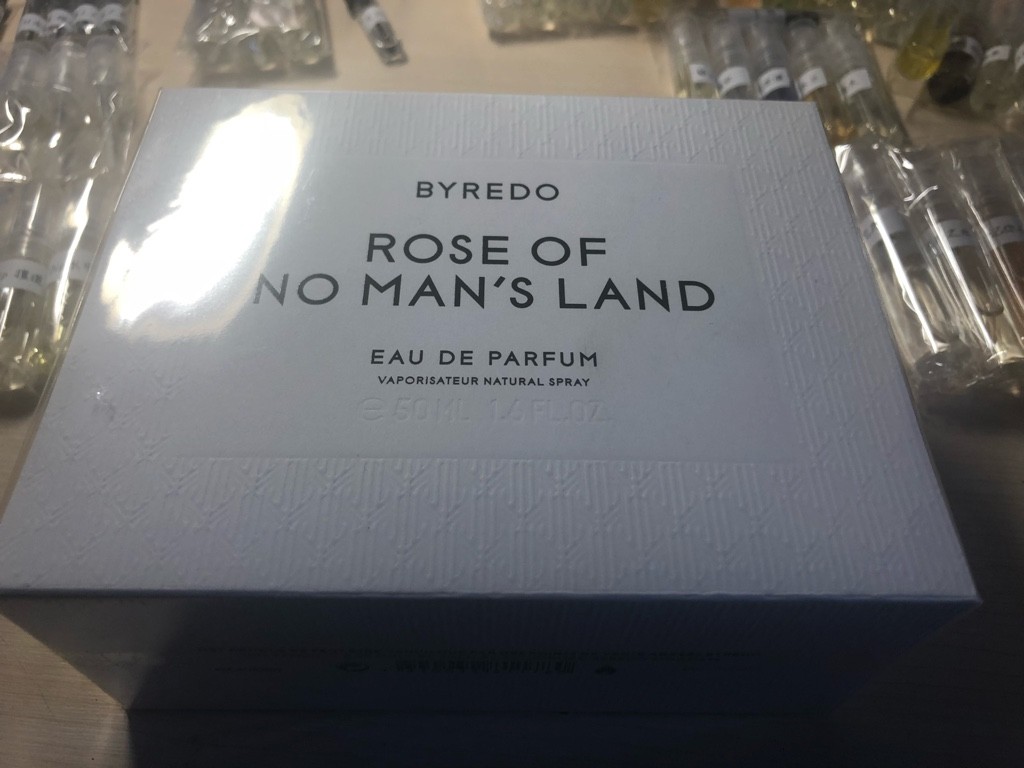 BYREDO
ROSE OF
NO MAN'S LAND
EAU DE PARFUM
VAPORISATEUR NATURAL SPRAY
℮ 50 ML 1.6 FL.OZ.